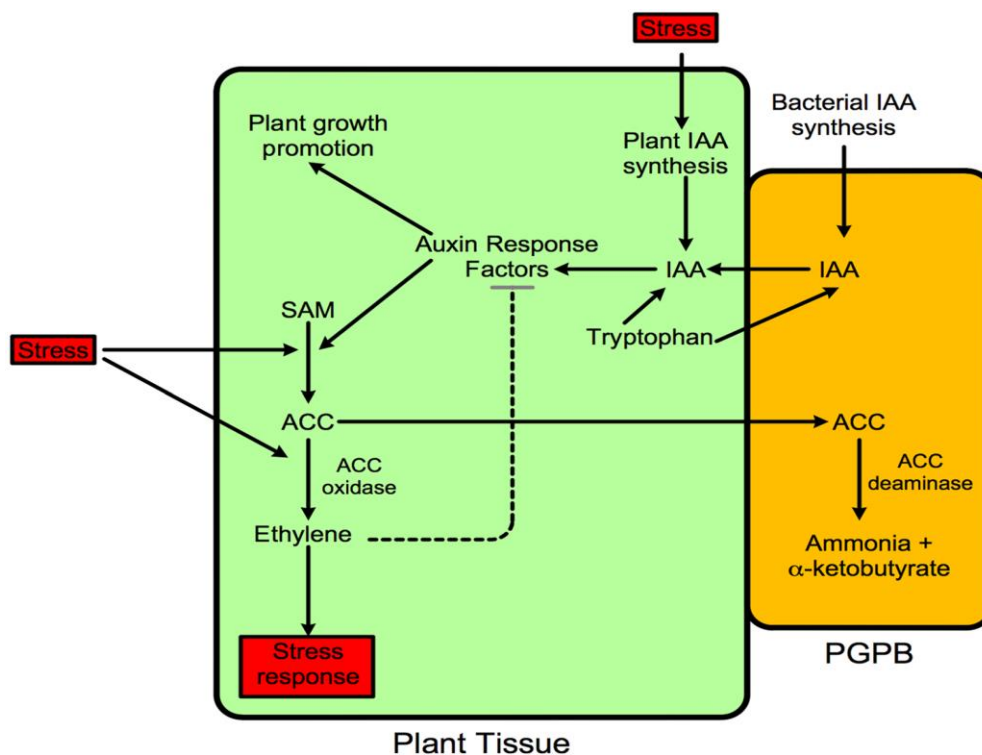 Stress
Bacterial IAA
synthesis
Plant growth
promotion
Plant IAA
synthesis
Auxin Response
Factors
IAA
IAA
SAM
Tryptophan
Stress
ACC
ACC
ACC
oxidase
ACC
deaminase
Ethylene
Ammonia +
α-ketobutyrate
Stress
response
PGPB
Plant Tissue